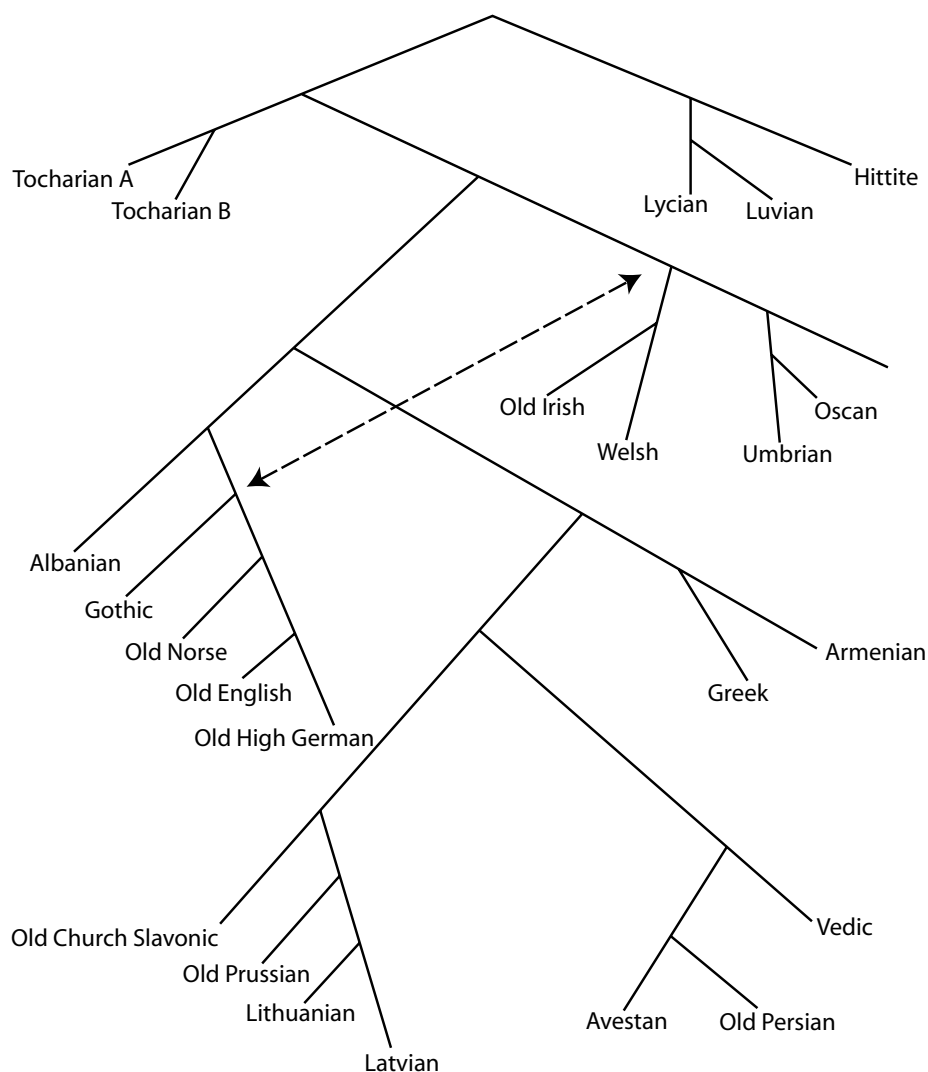 Tocharian A
Tocharian B
Hittite
Lycian
Luvian
Old Irish
Welsh
Oscan
Umbrian
Albanian
Gothic
Old Norse
Old English
Old High German
Armenian
Greek
Old Church Slavonic
Old Prussian
Lithuanian
Latvian
Vedic
Avestan
Old Persian